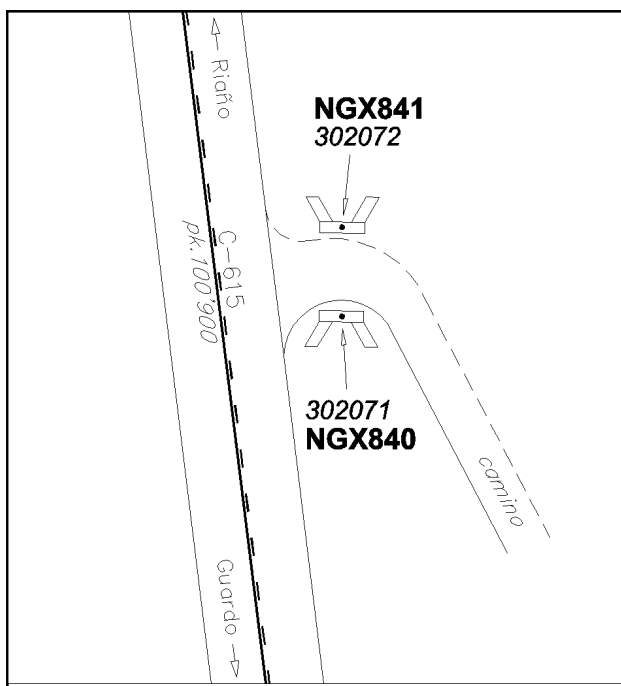 ← Riaño
NGX841
302072
C-615
pk.100'900
302071
NGX840
camino
Guardo →